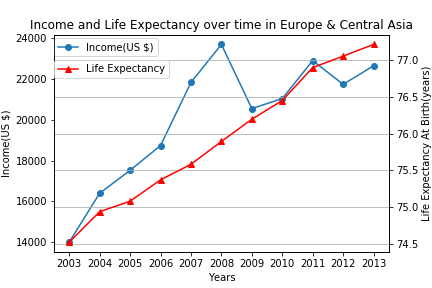 Income and Life Expectancy over time in Europe & Central Asia
Income(US $)
Life Expectancy
24000
22000
20000
18000
16000
14000
Income(US $)
77.0
76.5
76.0
75.5
75.0
74.5
Life Expectancy At Birth(years)
2003 2004 2005 2006 2007 2008 2009 2010 2011 2012 2013
Years